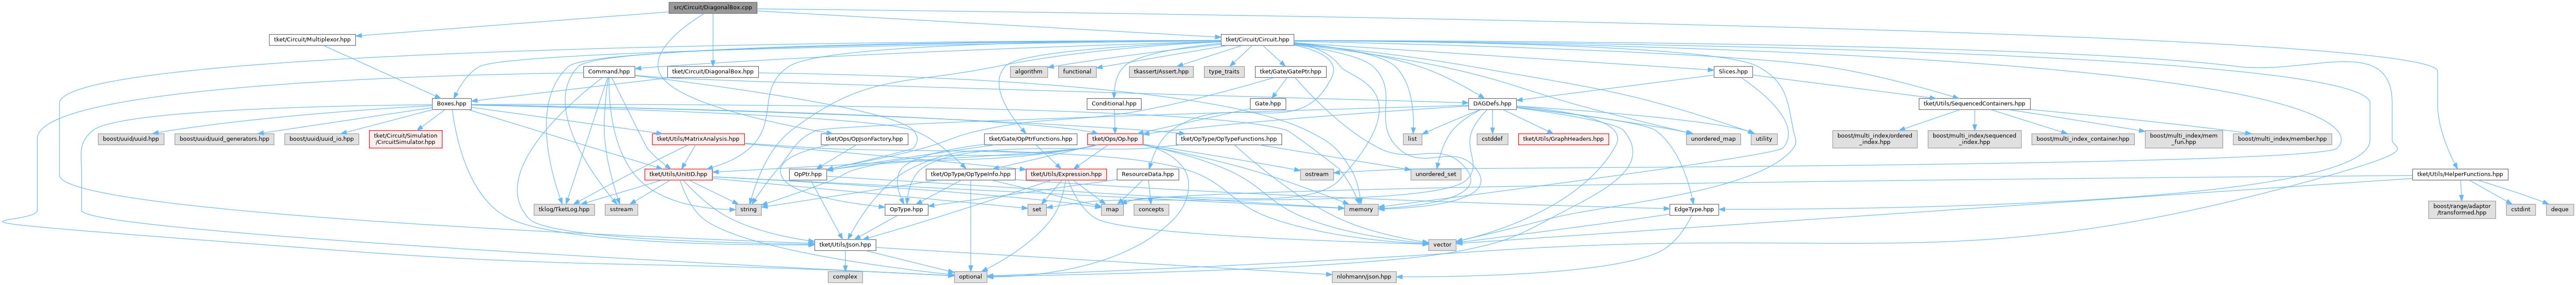 src/Circuit/DiagonalBox.cpp
tket/Circuit/Multiplexor.hpp
tket/Circuit/Circuit.hpp
Command.hpp
tket/Circuit/DiagonalBox.hpp
algorithm
functional
tkassert/Assert.hpp
type_traits
tket/Gate/GatePtr.hpp
Slices.hpp
Boxes.hpp
Conditional.hpp
Gate.hpp
DAGDefs.hpp
tket/Utils/SequencedContainers.hpp
boost/uuid/uuid.hpp
boost/uuid/uuid_generators.hpp
boost/uuid/uuid_io.hpp
tket/Circuit/Simulation
/CircuitSimulator.hpp
tket/Utils/MatrixAnalysis.hpp
tket/Ops/OpJsonFactory.hpp
tket/Gate/OpPtrFunctions.hpp
tket/Ops/Op.hpp
tket/OpType/OpTypeFunctions.hpp
list
cstddef
tket/Utils/GraphHeaders.hpp
unordered_map
utility
boost/multi_index/ordered
_index.hpp
boost/multi_index/sequenced
_index.hpp
boost/multi_index_container.hpp
boost/multi_index/mem
_fun.hpp
boost/multi_index/member.hpp
tket/Utils/UnitID.hpp
OpPtr.hpp
tket/OpType/OpTypeInfo.hpp
tket/Utils/Expression.hpp
ResourceData.hpp
ostream
unordered_set
tket/Utils/HelperFunctions.hpp
tklog/TketLog.hpp
sstream
string
OpType.hpp
set
map
concepts
memory
EdgeType.hpp
boost/range/adaptor
/transformed.hpp
cstdint
deque
tket/Utils/Json.hpp
vector
complex
optional
nlohmann/json.hpp